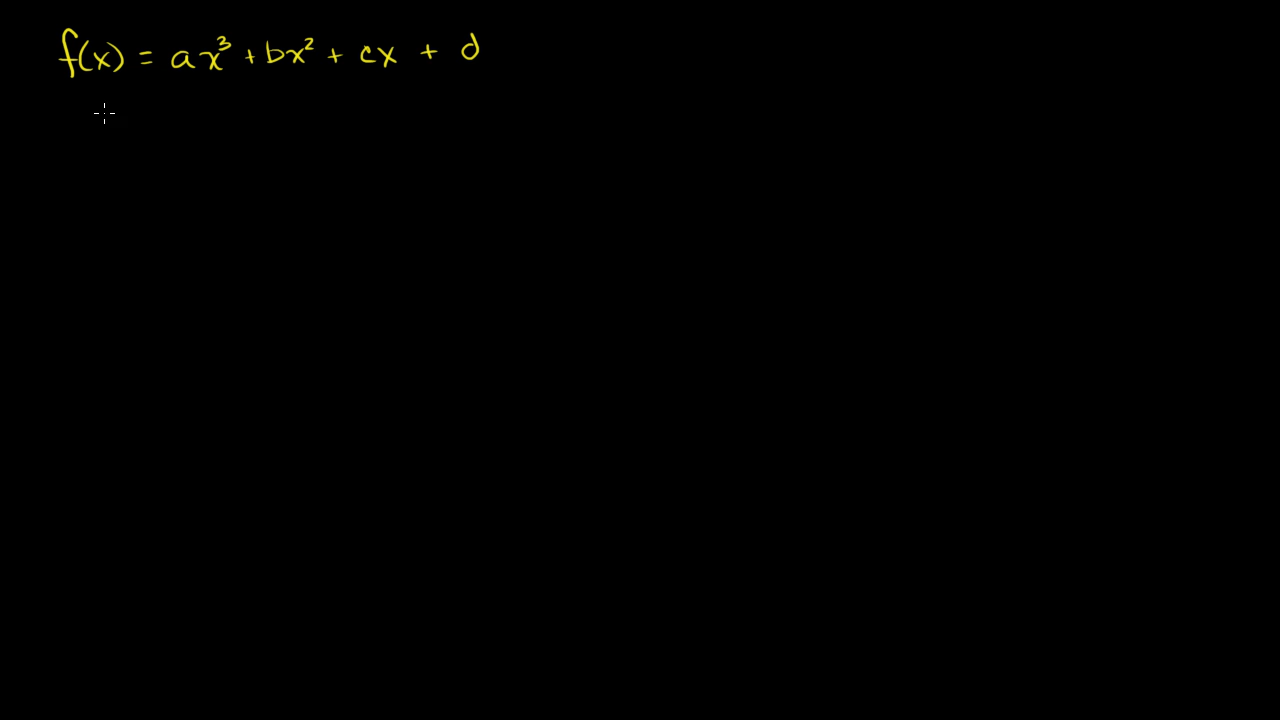 f(x) = ax³ + bx² + cx + d